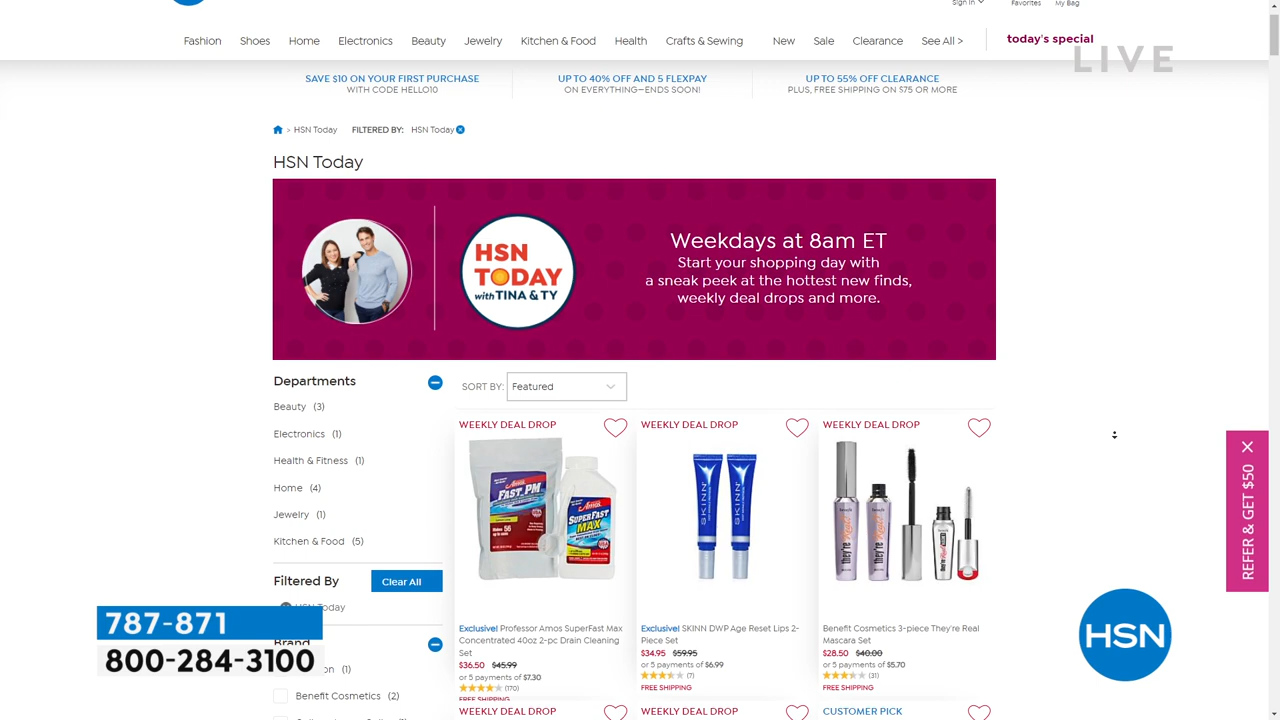 Sign In
Favorites
My Bag
Fashion Shoes Home Electronics Beauty Jewelry Kitchen & Food Health Crafts & Sewing New Sale Clearance See All >
today's special
LIVE
SAVE $10 ON YOUR FIRST PURCHASE
WITH CODE HELLO10
UP TO 40% OFF AND 5 FLEXPAY
ON EVERYTHING—ENDS SOON!
UP TO 55% OFF CLEARANCE
PLUS, FREE SHIPPING ON $75 OR MORE
> HSN Today FILTERED BY: HSN Today
HSN Today
HSN
TODAY
with TINA & TY
Weekdays at 8am ET
Start your shopping day with
a sneak peek at the hottest new finds,
weekly deal drops and more.
Departments
Beauty (3)
Electronics (1)
Health & Fitness (1)
Home (4)
Jewelry (1)
Kitchen & Food (5)
Filtered By
Clear All
HSN Today
Brand
(1)
Benefit Cosmetics (2)
SORT BY: Featured
WEEKLY DEAL DROP
Amos
FAST PM
Amos
SUPERFAST
MAX
Exclusive! Professor Amos SuperFast Max
Concentrated 40oz 2-pc Drain Cleaning
Set
$36.50 $45.99
or 5 payments of $7.30
(170)
FREE SHIPPING
WEEKLY DEAL DROP
SKINN
SKINN
Exclusive! SKINN DWP Age Reset Lips 2-
Piece Set
$34.95 $59.95
or 5 payments of $6.99
(7)
FREE SHIPPING
WEEKLY DEAL DROP
they're Real!
Benefit Cosmetics 3-piece They're Real
Mascara Set
$28.50 $40.00
or 5 payments of $5.70
(31)
FREE SHIPPING
WEEKLY DEAL DROP
WEEKLY DEAL DROP
CUSTOMER PICK
REFER & GET $50
787-871
800-284-3100
HSN